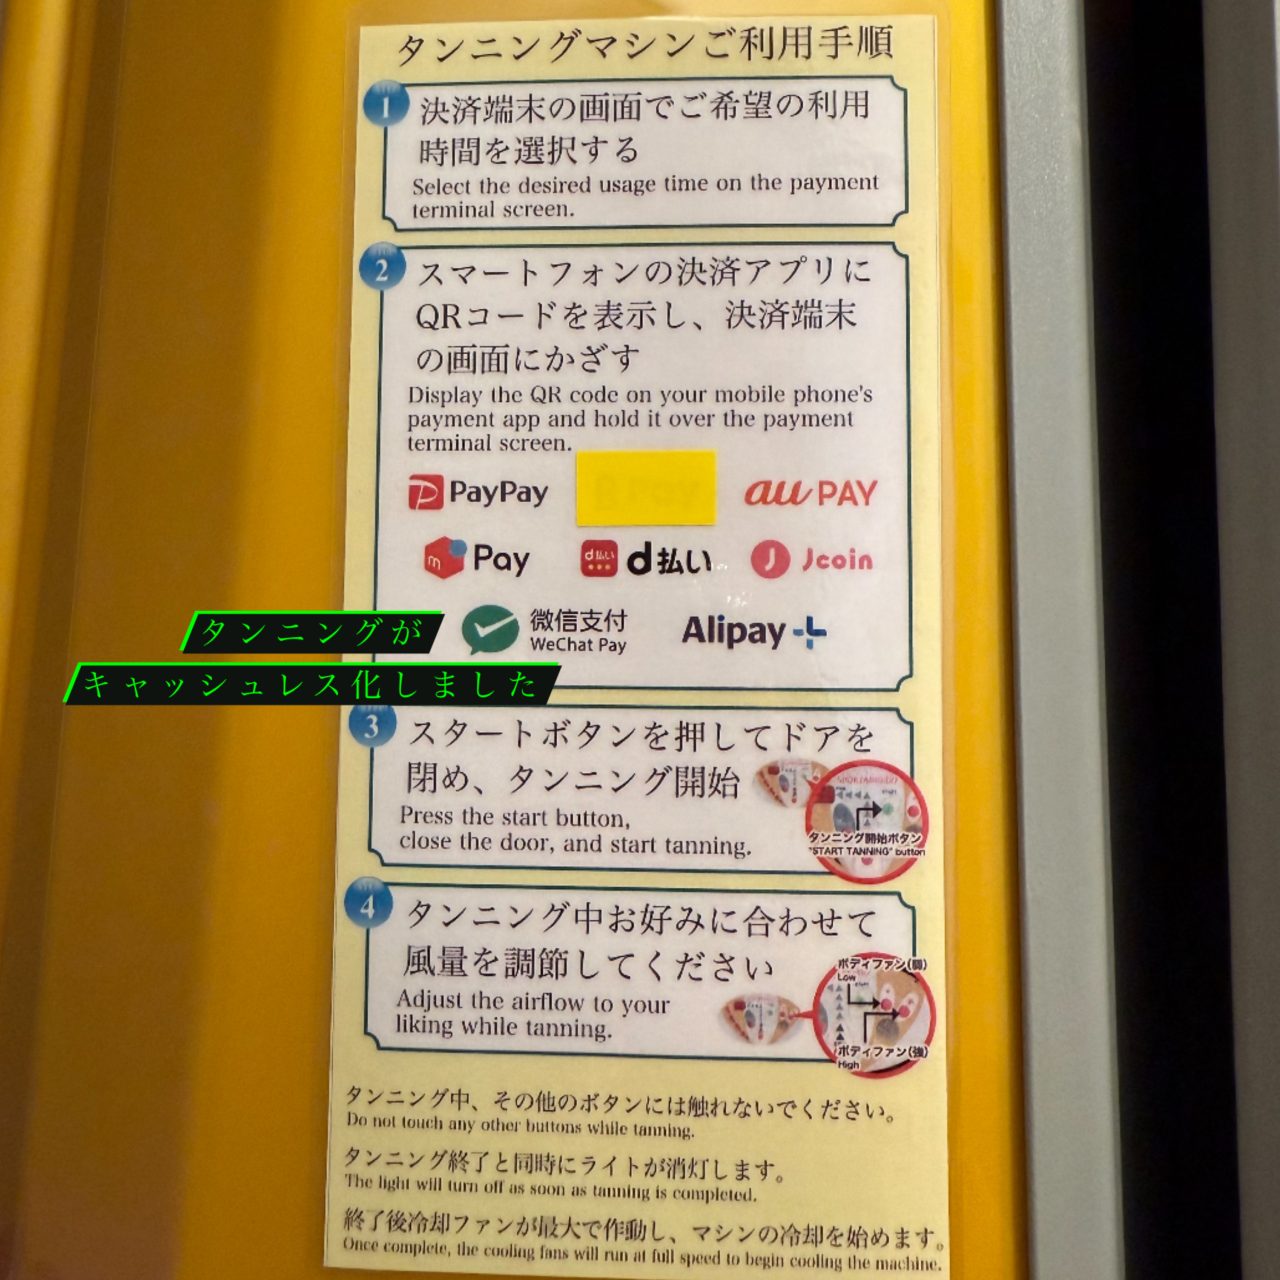 タンニングマシンご利用手順
1
決済端末の画面でご希望の利用
時間を選択する
Select the desired usage time on the payment
terminal screen.
2
スマートフォンの決済アプリに
QRコードを表示し、決済端末
の画面にかざす
Display the QR code on your mobile phone's
payment app and hold it over the payment
terminal screen.
PayPay
au PAY
m Pay
d払い d払い
J Jcoin
微信支付
WeChat Pay
Alipay+
タンニングが
キャッシュレス化しました
3
スタートボタンを押してドアを
閉め、タンニング開始
Press the start button,
close the door, and start tanning.
タンニング開始ボタン
"START TANNING" button
4
タンニング中お好みに合わせて
風量を調節してください
Adjust the airflow to your
liking while tanning.
ボディファン(弱)
Low
ボディファン(強)
High
タンニング中、その他のボタンには触れないでください。
Do not touch any other buttons while tanning.
タンニング終了と同時にライトが消灯します。
The light will turn off as soon as tanning is completed.
終了後冷却ファンが最大で作動し、マシンの冷却を始めます。
Once complete, the cooling fans will run at full speed to begin cooling the machine.